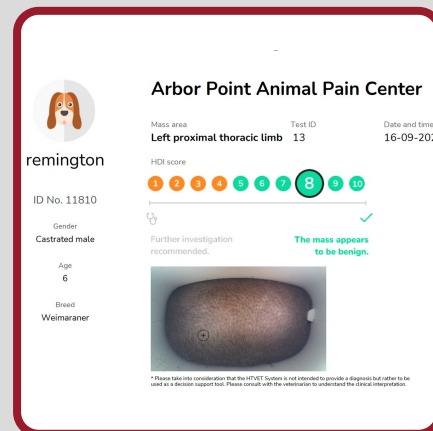 Arbor Point Animal Pain Center
Mass area
Test ID
Date and time
Left proximal thoracic limb
13
16-09-202
remington
HDI score
1 2 3 4 5 6 7 8 9 10
ID No. 11810
Gender
Castrated male
Further investigation
recommended.
The mass appears
to be benign.
Age
6
Breed
Weimaraner
* Please take into consideration that the HTVET System is not intended to provide a diagnosis but rather to be
used as a decision support tool. Please consult with the veterinarian to understand the clinical interpretation.